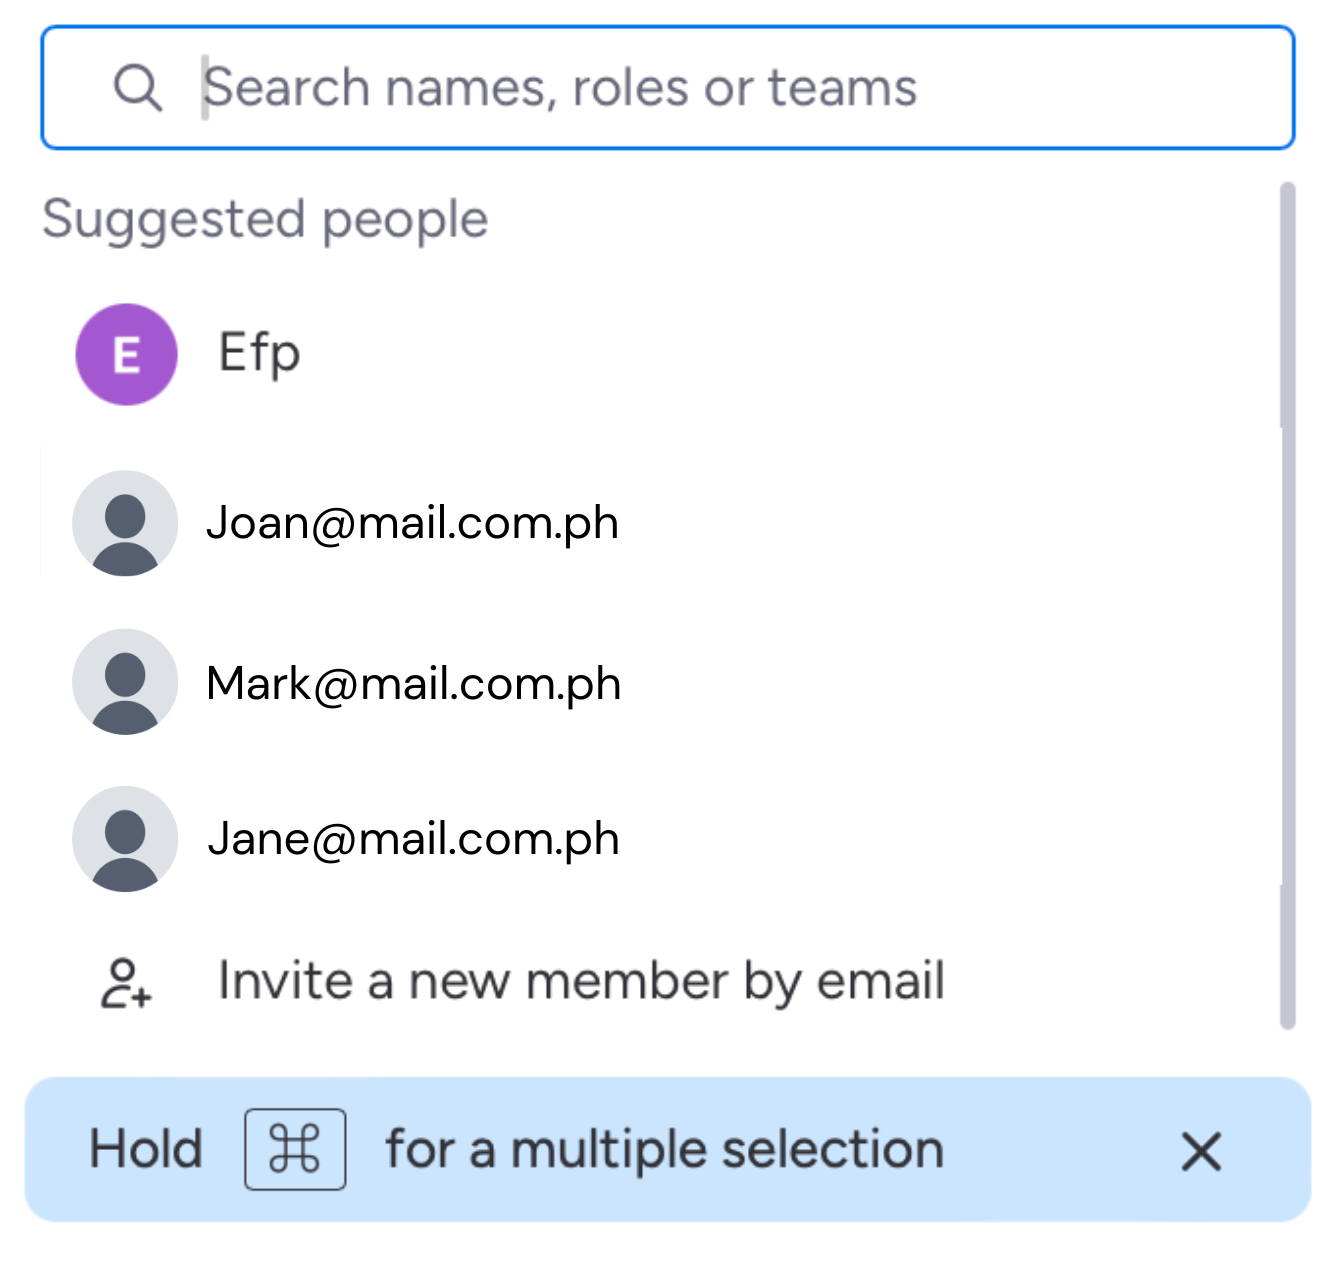 Search names, roles or teams
Suggested people
E Efp
Joan@mail.com.ph
Mark@mail.com.ph
Jane@mail.com.ph
Invite a new member by email
Hold ⌘ for a multiple selection